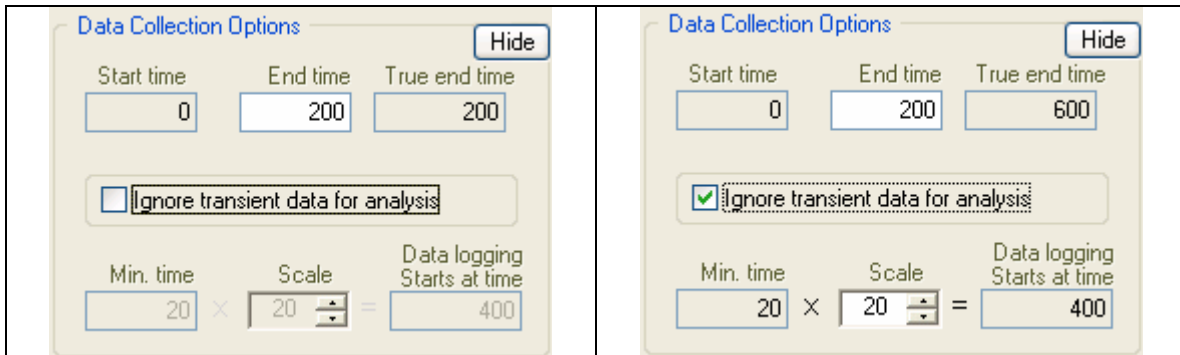 Data Collection Options
Hide
Start time End time True end time
0 200 200
Ignore transient data for analysis
Min. time Scale Data logging
Starts at time
20 × 20 = 400
Data Collection Options
Hide
Start time End time True end time
0 200 600
Ignore transient data for analysis
Min. time Scale Data logging
Starts at time
20 × 20 = 400